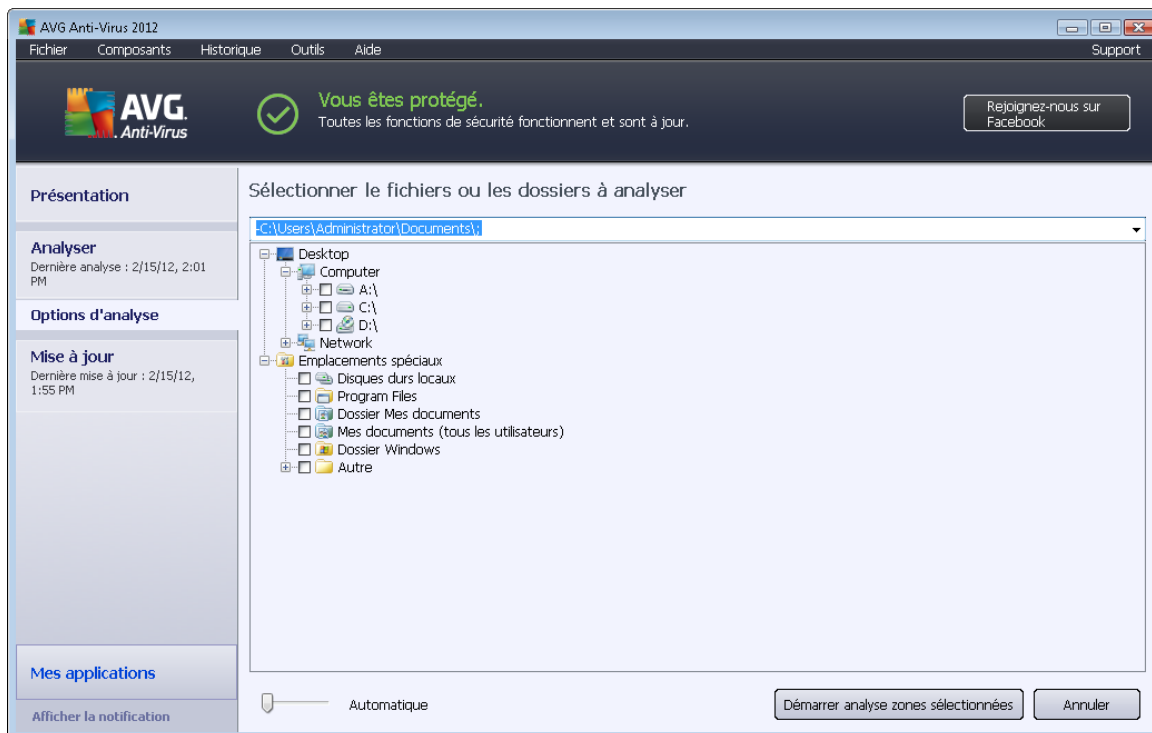 AVG Anti-Virus 2012
Fichier Composants Historique Outils Aide Support
AVG.
Anti-Virus
Vous êtes protégé.
Toutes les fonctions de sécurité fonctionnent et sont à jour.
Rejoignez-nous sur
Facebook
Présentation
Analyser
Dernière analyse : 2/15/12, 2:01
PM
Options d'analyse
Mise à jour
Dernière mise à jour : 2/15/12,
1:55 PM
Mes applications
Afficher la notification
Sélectionner le fichiers ou les dossiers à analyser
-C:\Users\Administrator\Documents\;
Desktop
Computer
A:\
C:\
D:\
Network
Emplacements spéciaux
Disques durs locaux
Program Files
Dossier Mes documents
Mes documents (tous les utilisateurs)
Dossier Windows
Autre
Automatique
Démarrer analyse zones sélectionnées
Annuler